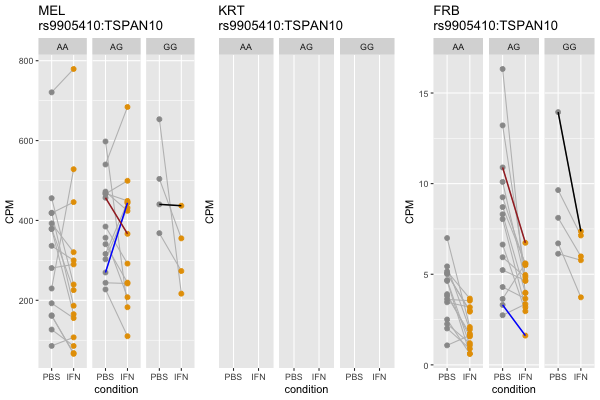 MEL
rs9905410:TSPAN10
KRT
rs9905410:TSPAN10
FRB
rs9905410:TSPAN10
AA AG GG
AA AG GG
AA AG GG
CPM
800
600
400
200
CPM
CPM
15
10
5
0
PBS IFN PBS IFN PBS IFN
PBS IFN PBS IFN PBS IFN
PBS IFN PBS IFN PBS IFN
condition
condition
condition